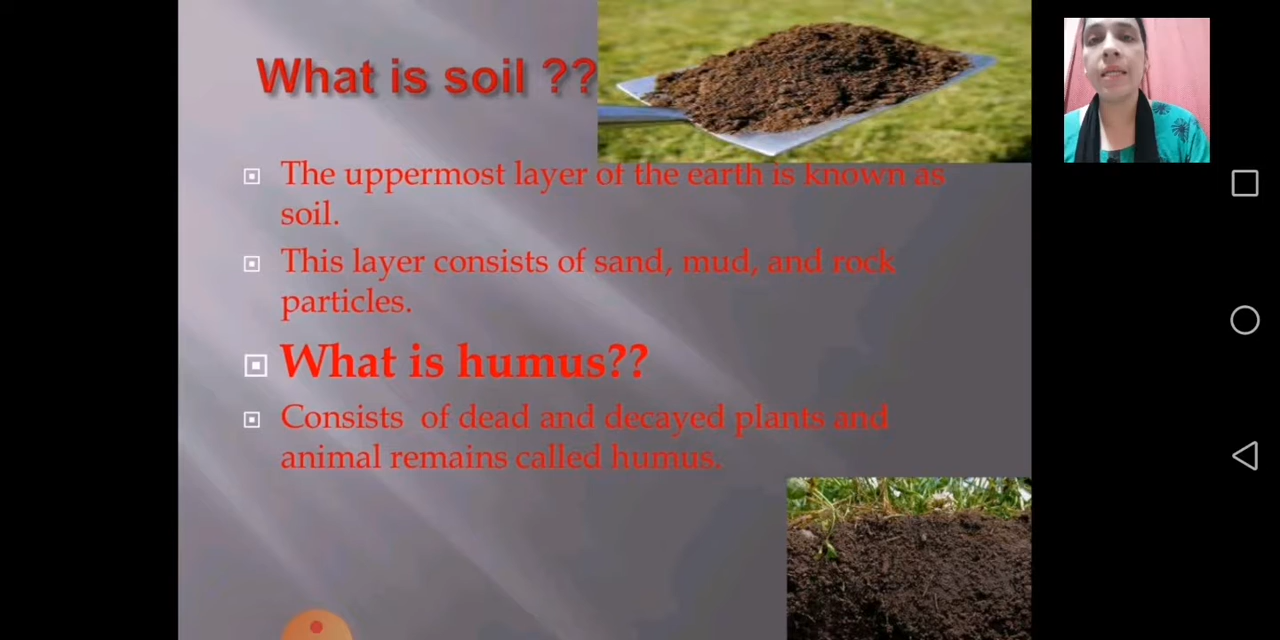 What is soil ??
The uppermost layer of the earth is known as
soil.
This layer consists of sand, mud, and rock
particles.
What is humus??
Consists of dead and decayed plants and
animal remains called humus.